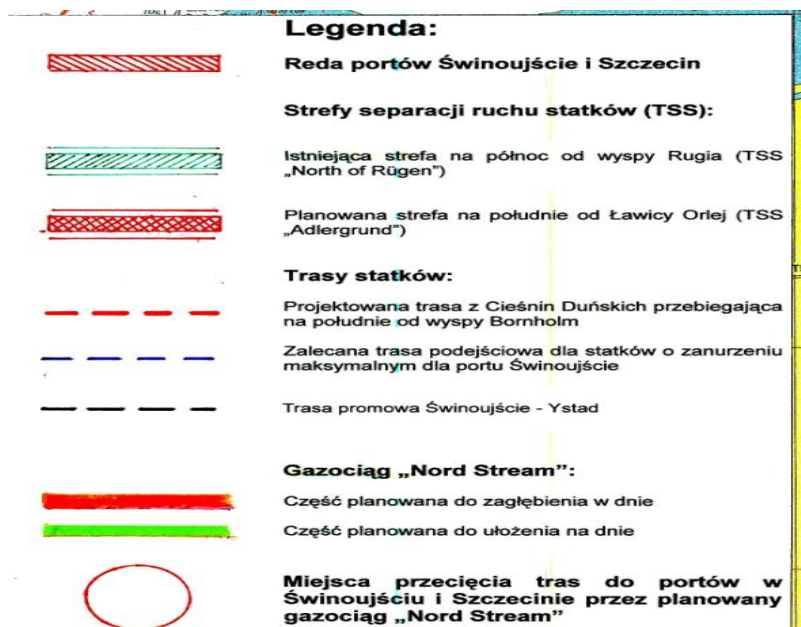 Legenda:
Reda portów Świnoujście i Szczecin
Strefy separacji ruchu statków (TSS):
Istniejąca strefa na północ od wyspy Rugia (TSS
„North of Rügen”)
Planowana strefa na południe od Ławicy Orlej (TSS
„Adlergrund”)
Trasy statków:
Projektowana trasa z Cieśnin Duńskich przebiegająca
na południe od wyspy Bornholm
Zalecana trasa podejściowa dla statków o zanurzeniu
maksymalnym dla portu Świnoujście
Trasa promowa Świnoujście - Ystad
Gazociąg „Nord Stream”:
Część planowana do zagłębienia w dnie
Część planowana do ułożenia na dnie
Miejsca przecięcia tras do portów w
Świnoujściu i Szczecinie przez planowany
gazociąg „Nord Stream”